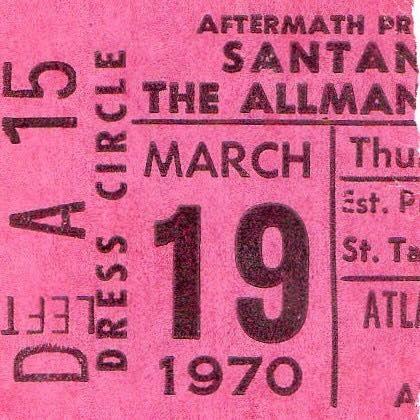 AFTERMATH PR
SANTAN
THE ALLMAN
MARCH
19
1970
Thu
Est. P
St. Ta
ATLA
A
DRESS CIRCLE
D A 15
LEFT